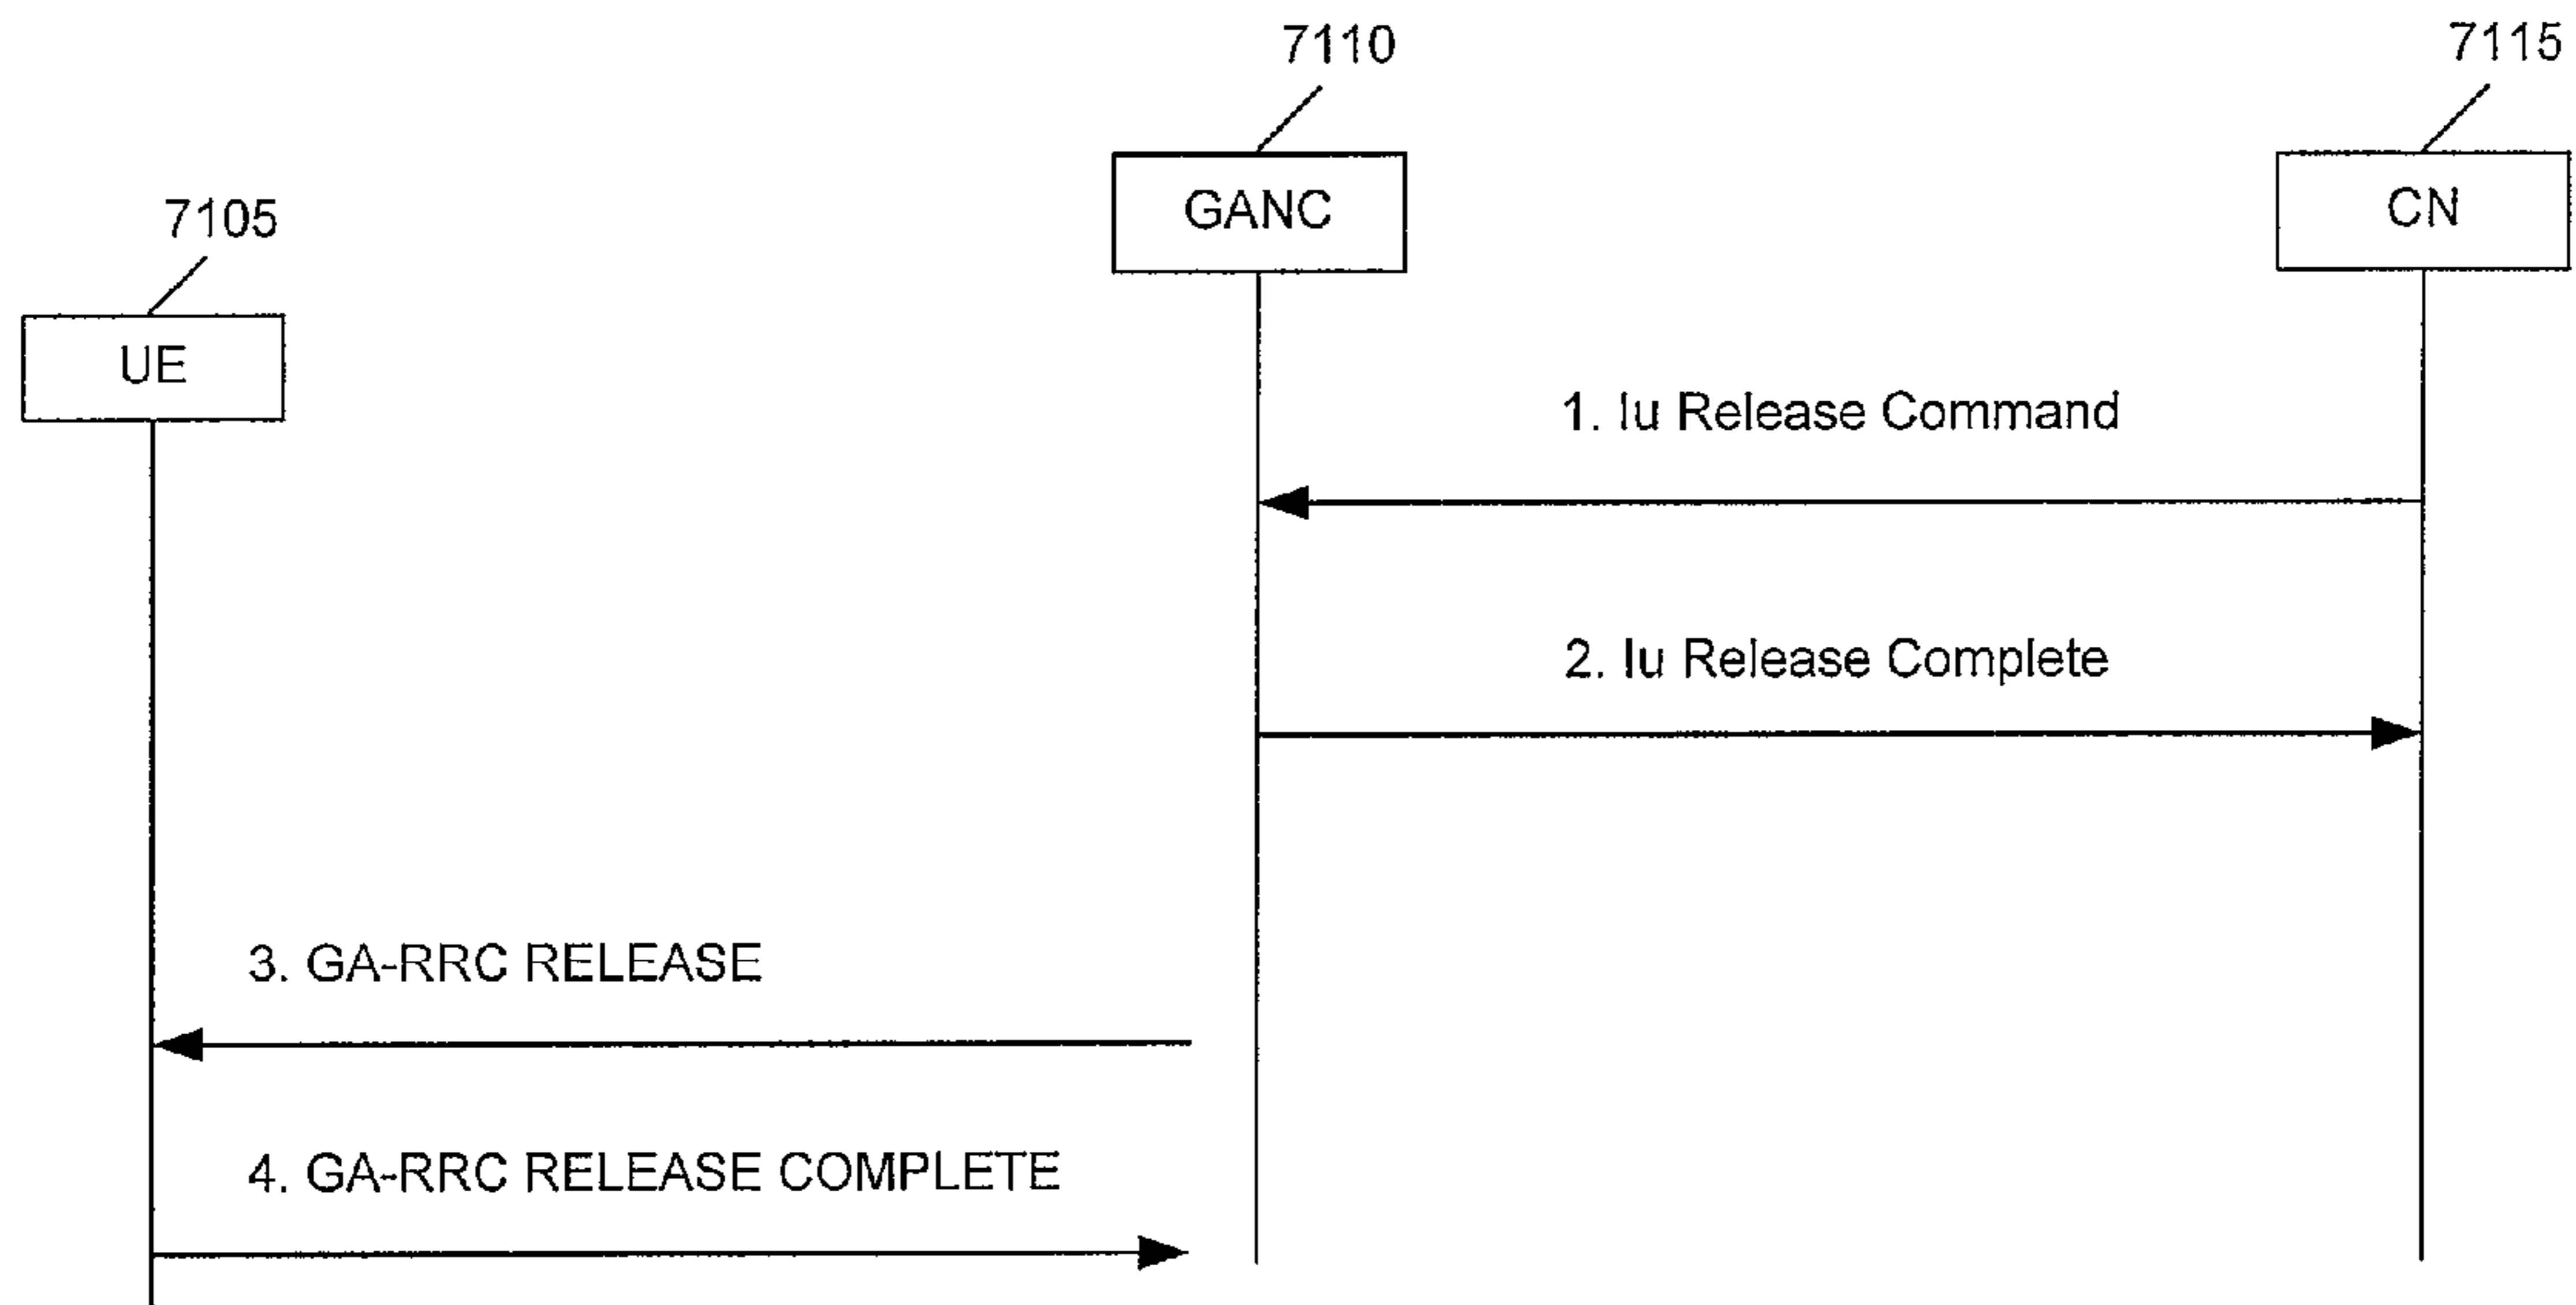 7110
7115
GANC
CN
7105
UE
1. Iu Release Command
2. Iu Release Complete
3. GA-RRC RELEASE
4. GA-RRC RELEASE COMPLETE